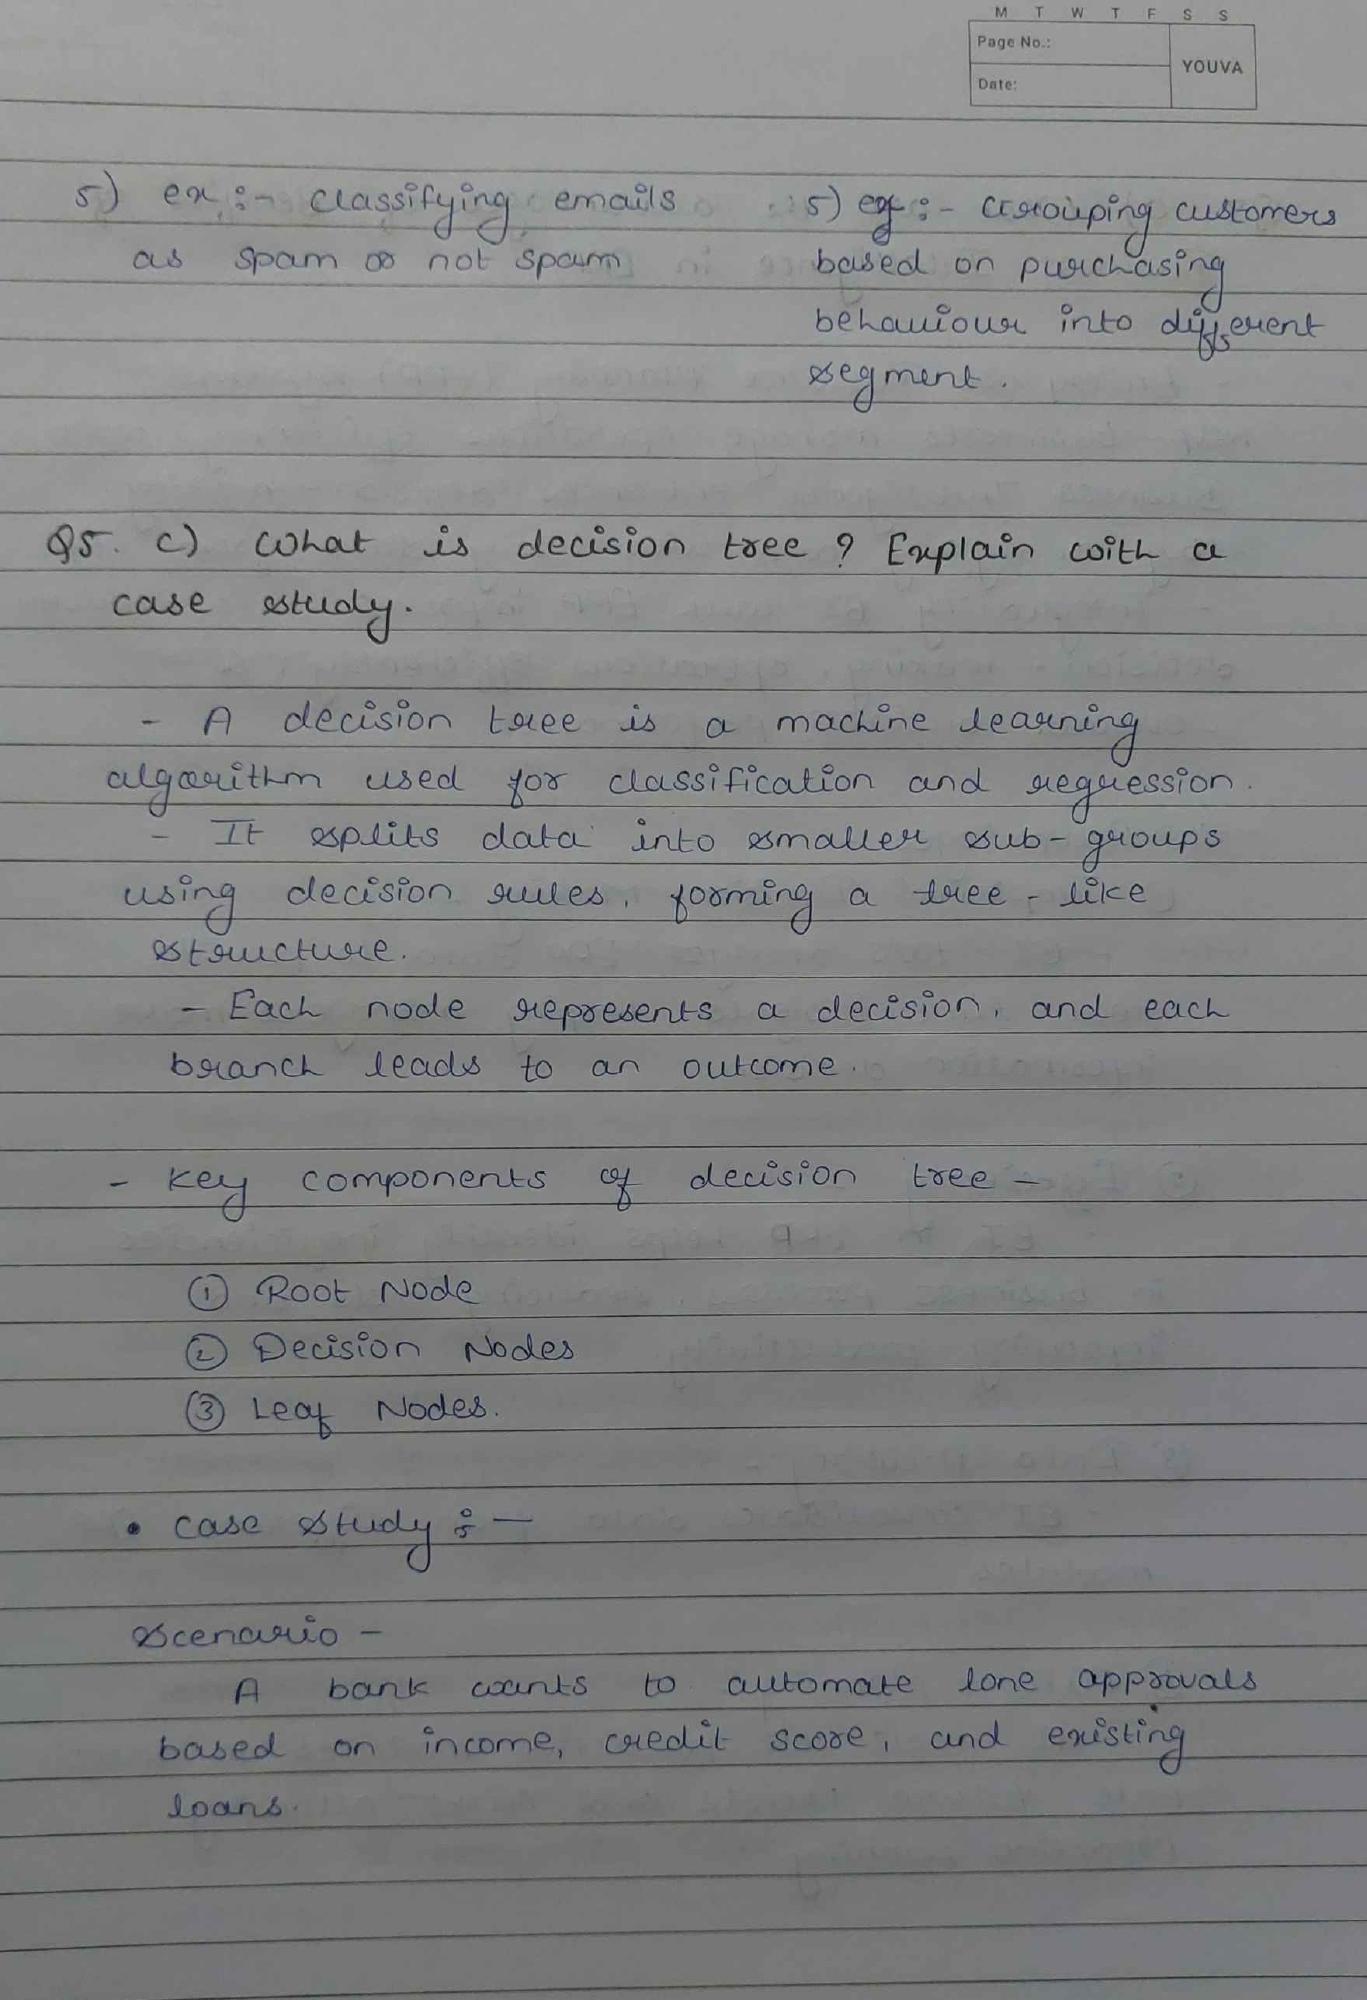 M T W T F S S
Page No.:
YOUVA
Date:
5) ex :- classifying emails
as spam or not spam
5) eg :- Grouping customers
based on purchasing
behaviour into different
segment.
Q5. c) What is decision tree ? Explain with a
case study.
- A decision tree is a machine learning
algorithm used for classification and regression.
- It splits data into smaller sub-groups
using decision rules, forming a tree-like
structure.
- Each node represents a decision, and each
branch leads to an outcome.
- Key components of decision tree -
① Root Node
② Decision Nodes
③ Leaf Nodes.
• case study :-
Scenario -
A bank wants to automate lone approvals
based on income, credit score, and existing
loans.